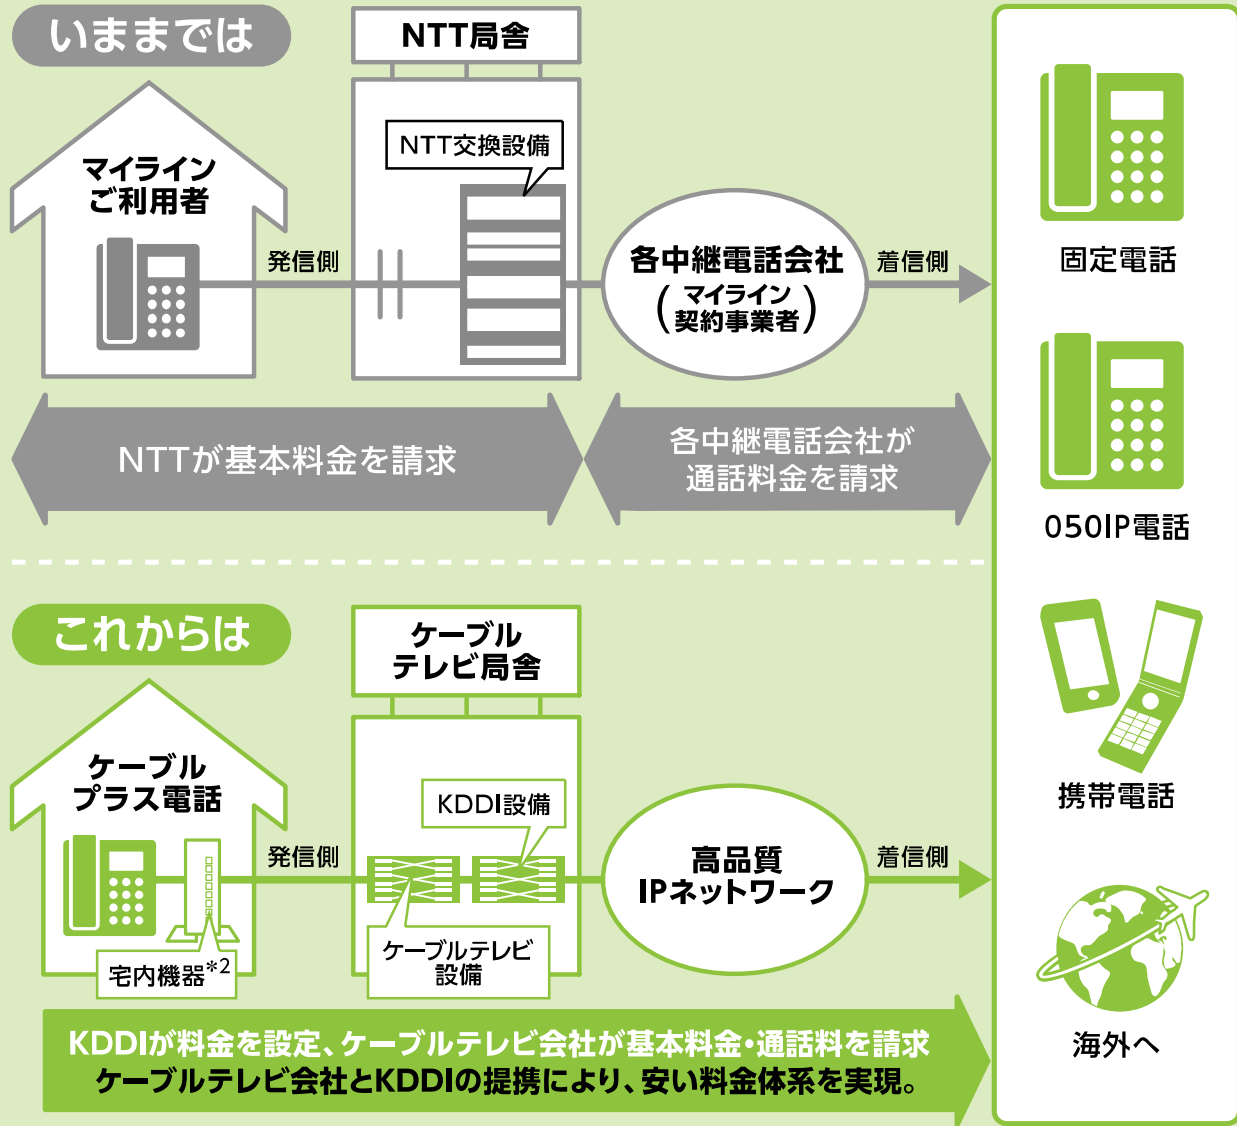 いままでは
NTT局舎
NTT交換設備
マイライン
ご利用者
発信側
各中継電話会社
(マイライン
契約事業者)
着信側
NTTが基本料金を請求
各中継電話会社が
通話料金を請求
これからは
ケーブル
テレビ局舎
ケーブル
プラス電話
KDDI設備
発信側
高品質
IPネットワーク
着信側
ケーブルテレビ
設備
宅内機器*2
KDDIが料金を設定、ケーブルテレビ会社が基本料金・通話料を請求
ケーブルテレビ会社とKDDIの提携により、安い料金体系を実現。
固定電話
050IP電話
携帯電話
海外へ